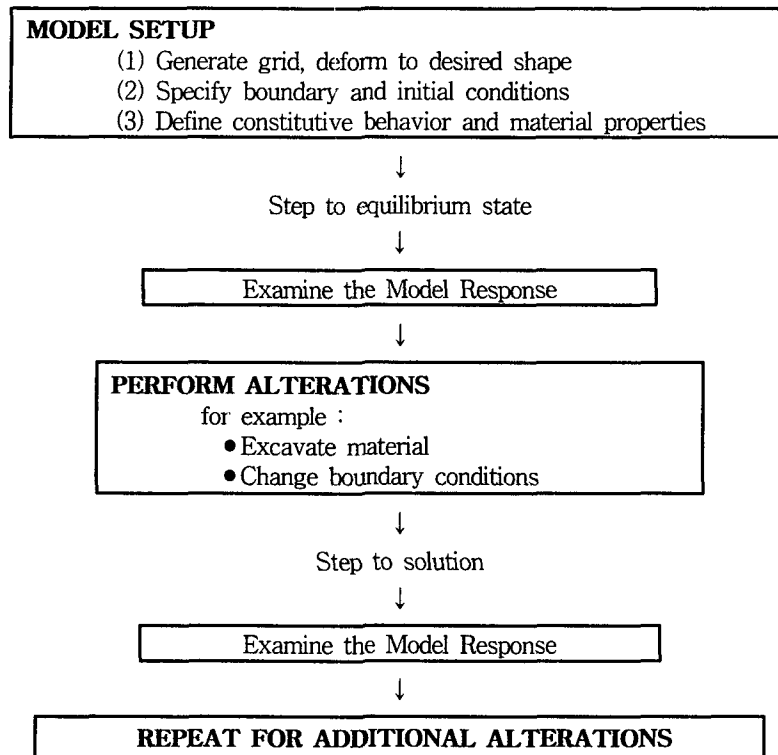 MODEL SETUP
(1) Generate grid, deform to desired shape
(2) Specify boundary and initial conditions
(3) Define constitutive behavior and material properties
↓
Step to equilibrium state
↓
Examine the Model Response
↓
PERFORM ALTERATIONS
for example :
●Excavate material
●Change boundary conditions
↓
Step to solution
↓
Examine the Model Response
↓
REPEAT FOR ADDITIONAL ALTERATIONS